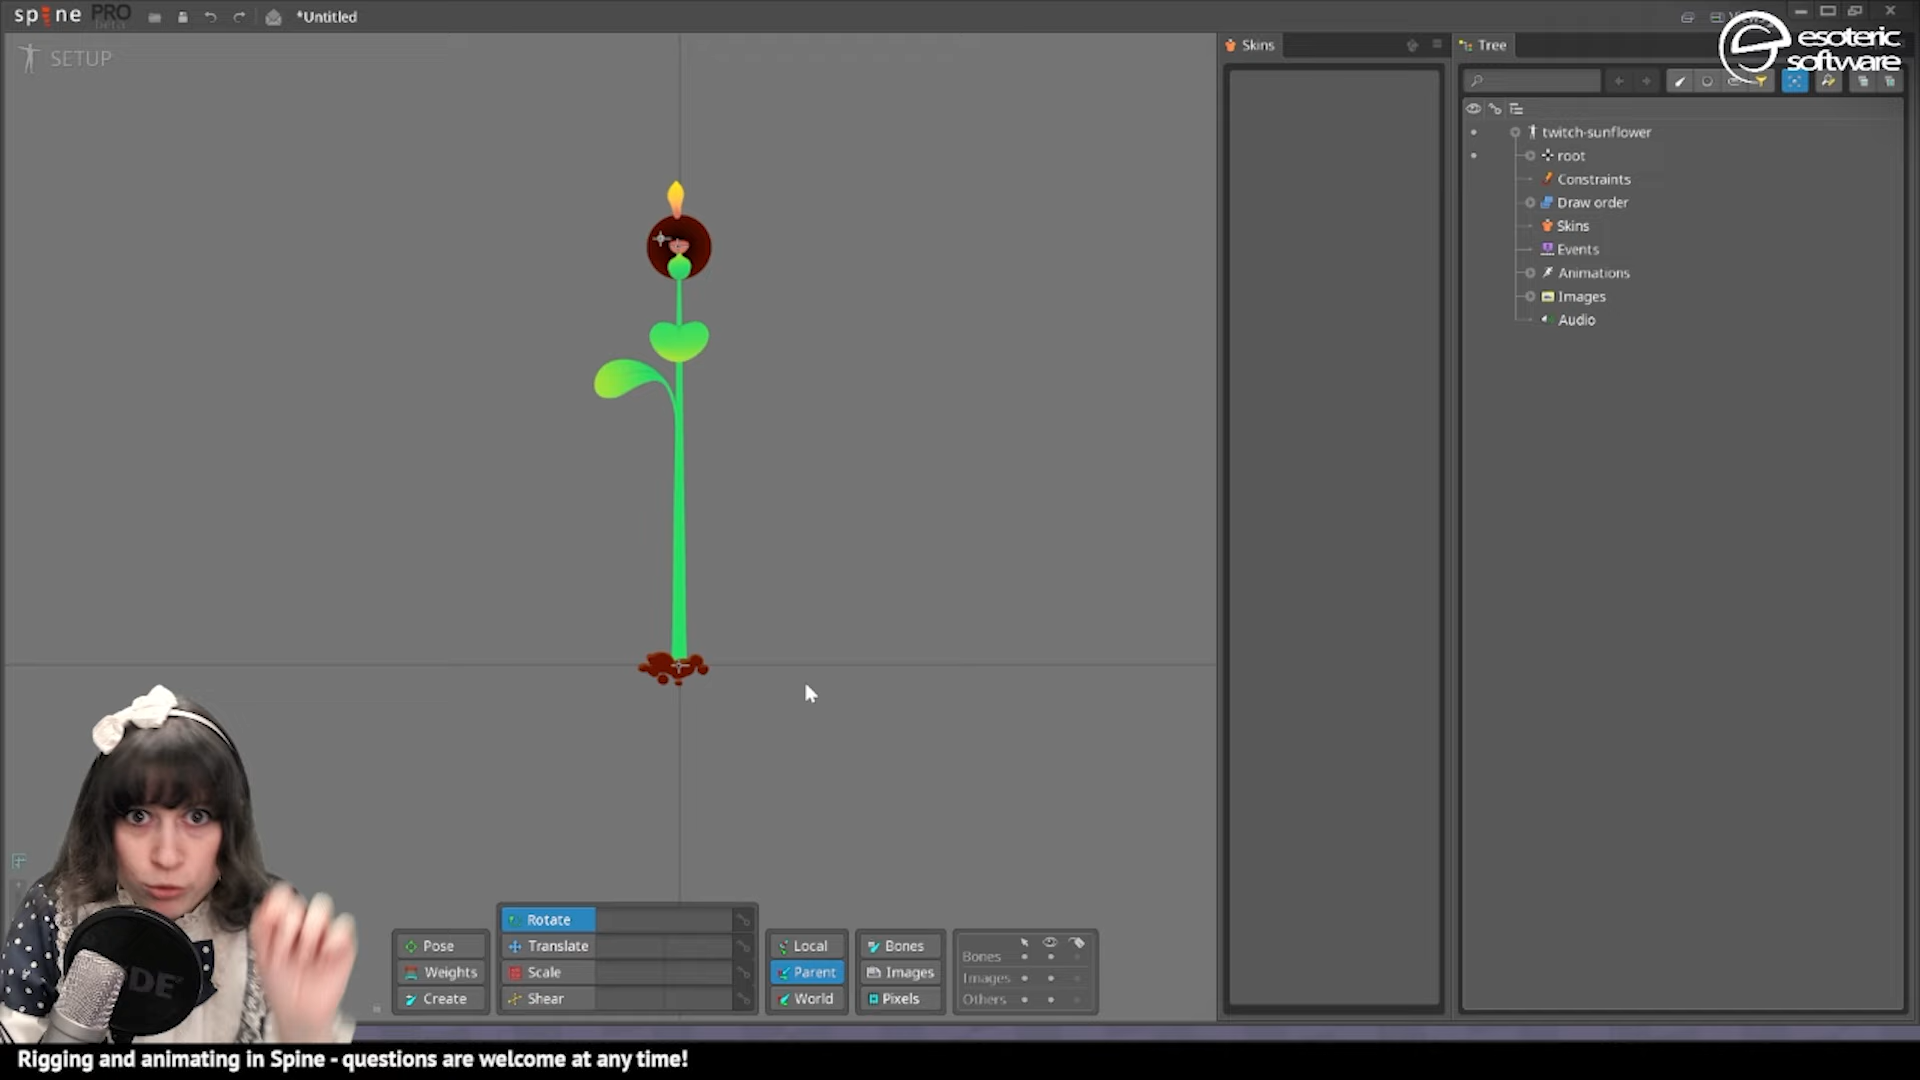 spine PRO
beta
*Untitled
SETUP
Skins
Tree
esoteric
software
twitch-sunflower
root
Constraints
Draw order
Skins
Events
Animations
Images
Audio
Rotate
Pose
Translate
Local
Bones
Weights
Scale
Parent
Images
Create
Shear
World
Pixels
Bones
Images
Others
Rigging and animating in Spine - questions are welcome at any time!